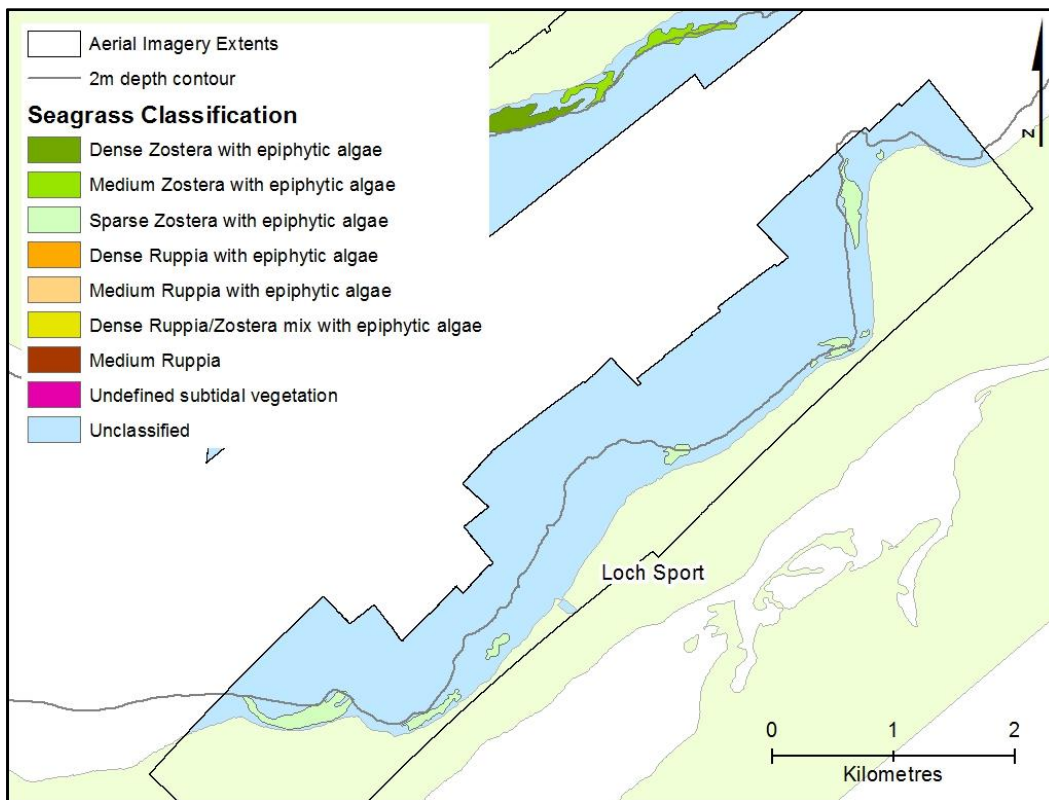 Aerial Imagery Extents
2m depth contour
Seagrass Classification
Dense Zostera with epiphytic algae
Medium Zostera with epiphytic algae
Sparse Zostera with epiphytic algae
Dense Ruppia with epiphytic algae
Medium Ruppia with epiphytic algae
Dense Ruppia/Zostera mix with epiphytic algae
Medium Ruppia
Undefined subtidal vegetation
Unclassified
N
Loch Sport
0 1 2
Kilometres